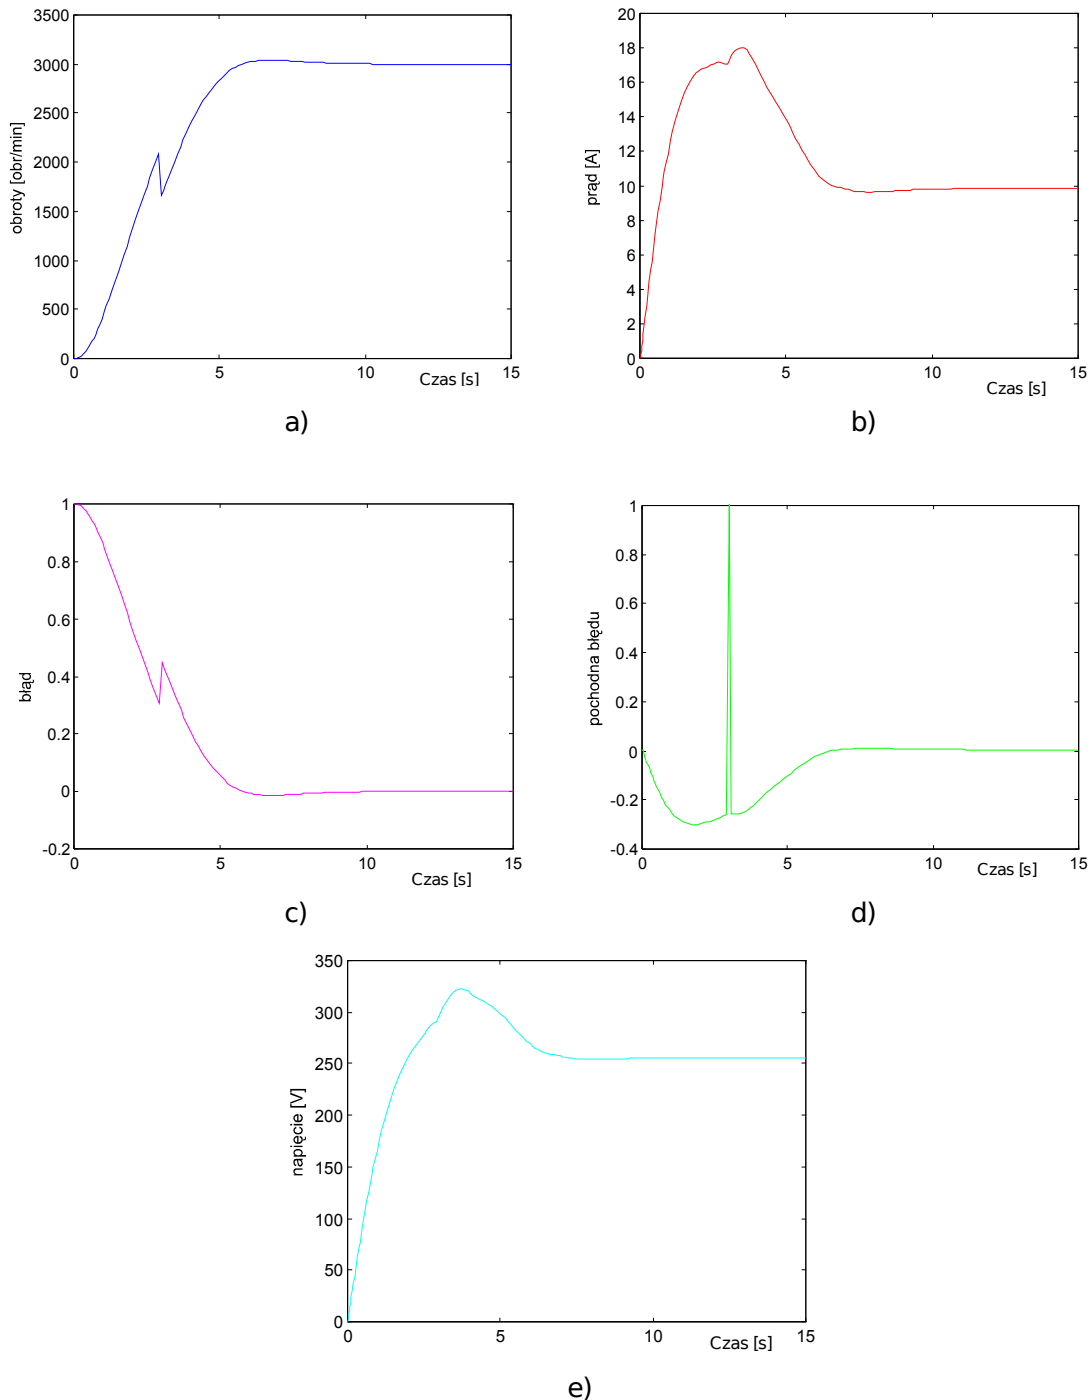 3500
3000
2500
2000
1500
1000
500
0
obroty [obr/min]
0 5 10 15
Czas [s]
a)
20
18
16
14
12
10
8
6
4
2
0
prąd [A]
0 5 10 15
Czas [s]
b)
1
0.8
0.6
0.4
0.2
0
-0.2
błąd
0 5 10 15
Czas [s]
c)
1
0.8
0.6
0.4
0.2
0
-0.2
-0.4
pochodna błędu
0 5 10 15
Czas [s]
d)
350
300
250
200
150
100
50
0
napięcie [V]
0 5 10 15
Czas [s]
e)